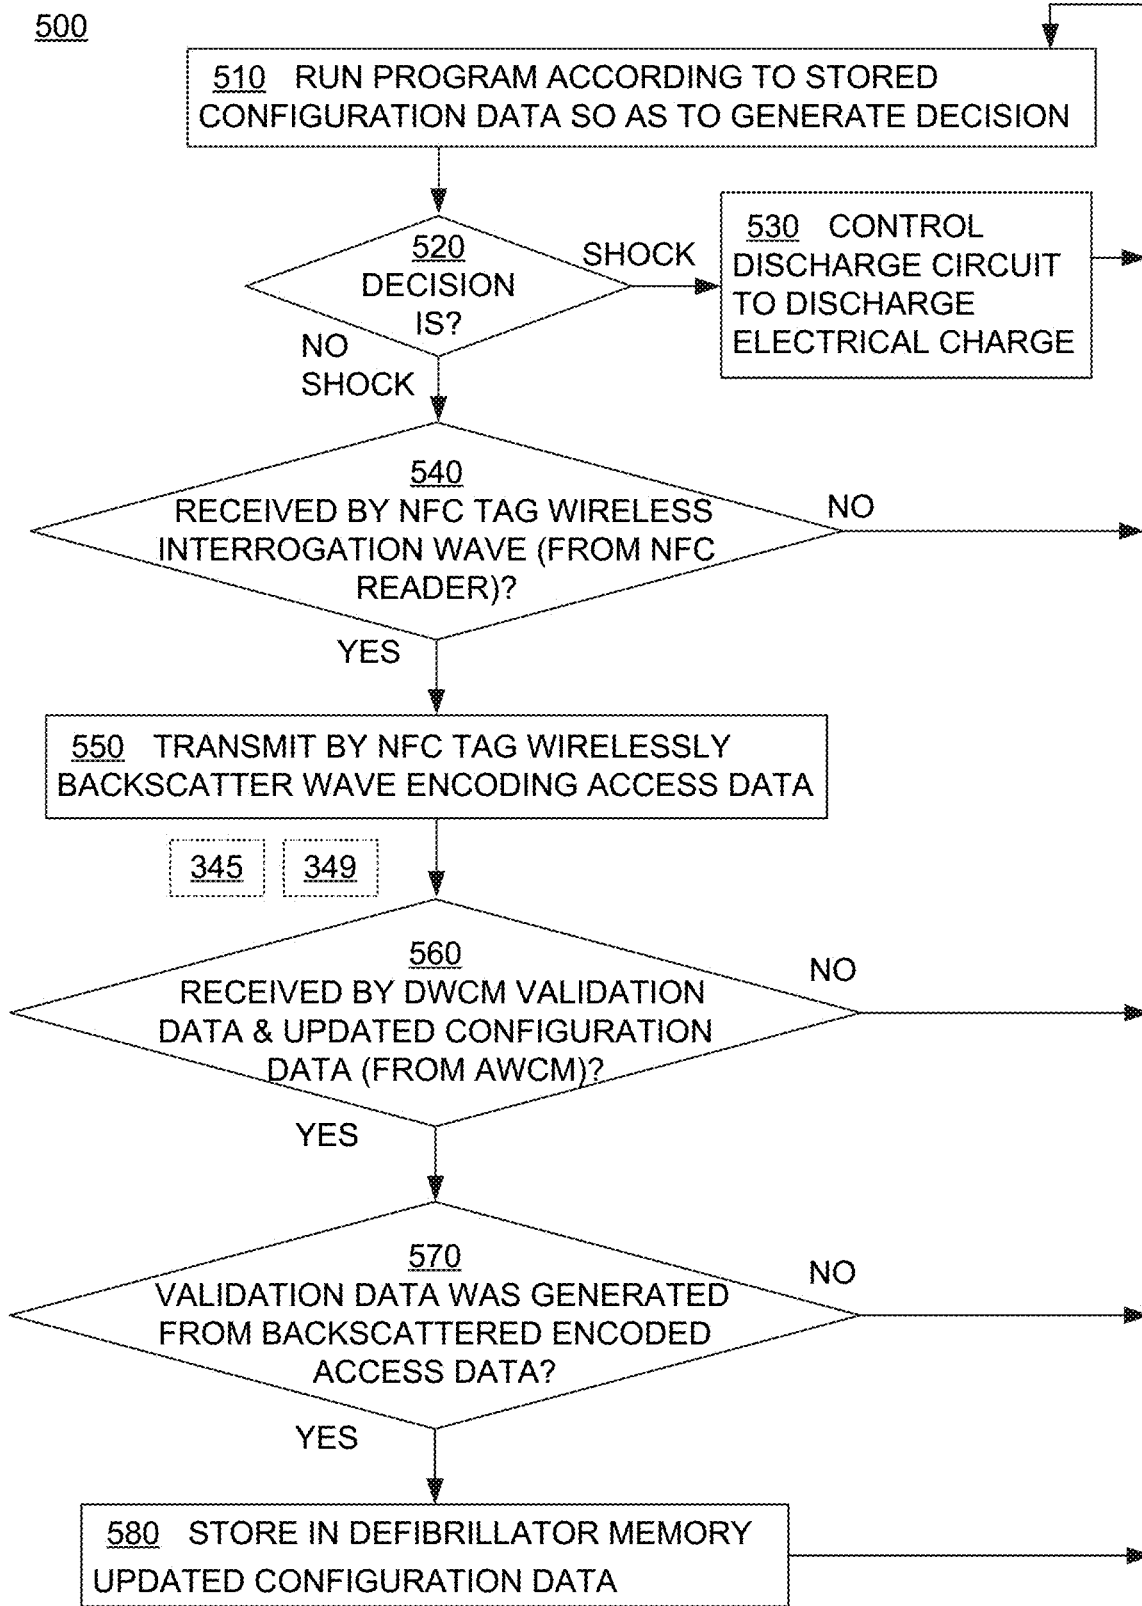 500
510 RUN PROGRAM ACCORDING TO STORED
CONFIGURATION DATA SO AS TO GENERATE DECISION
520
DECISION
IS?
SHOCK
530 CONTROL
DISCHARGE CIRCUIT
TO DISCHARGE
ELECTRICAL CHARGE
NO
SHOCK
540
RECEIVED BY NFC TAG WIRELESS
INTERROGATION WAVE (FROM NFC
READER)?
NO
YES
550 TRANSMIT BY NFC TAG WIRELESSLY
BACKSCATTER WAVE ENCODING ACCESS DATA
345 349
560
RECEIVED BY DWCM VALIDATION
DATA & UPDATED CONFIGURATION
DATA (FROM AWCM)?
NO
YES
570
VALIDATION DATA WAS GENERATED
FROM BACKSCATTERED ENCODED
ACCESS DATA?
NO
YES
580 STORE IN DEFIBRILLATOR MEMORY
UPDATED CONFIGURATION DATA